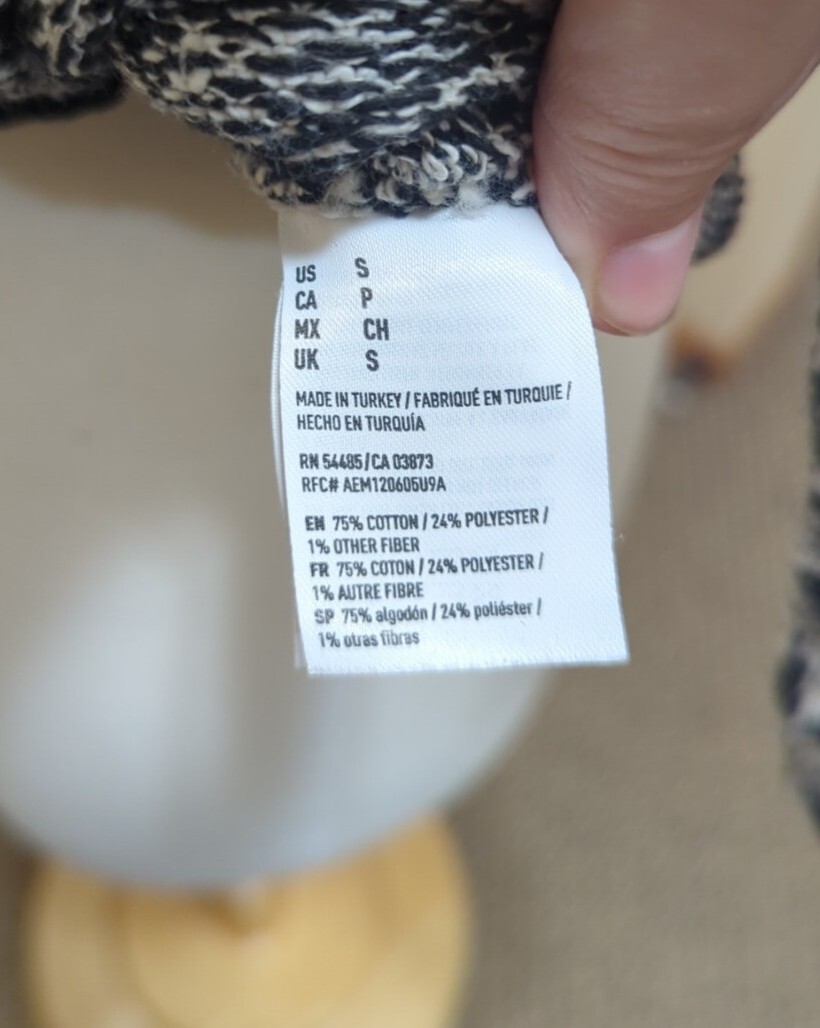 US S
CA P
MX CH
UK S
MADE IN TURKEY / FABRIQUÉ EN TURQUIE /
HECHO EN TURQUÍA
RN 54485/CA 03873
RFC# AEM120605U9A
EN 75% COTTON / 24% POLYESTER /
1% OTHER FIBER
FR 75% COTON / 24% POLYESTER /
1% AUTRE FIBRE
SP 75% algodón / 24% poliéster /
1% otras fibras